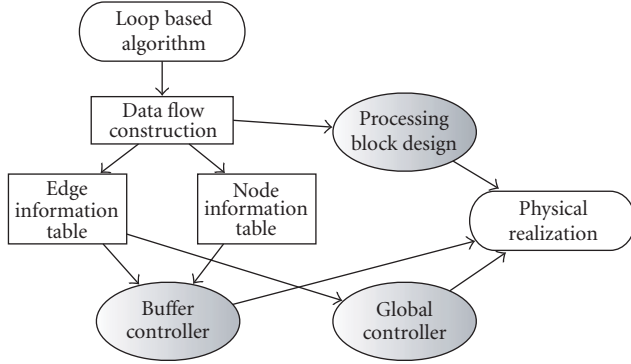 Loop based
algorithm
Data flow
construction
Processing
block design
Edge
information
table
Node
information
table
Physical
realization
Buffer
controller
Global
controller